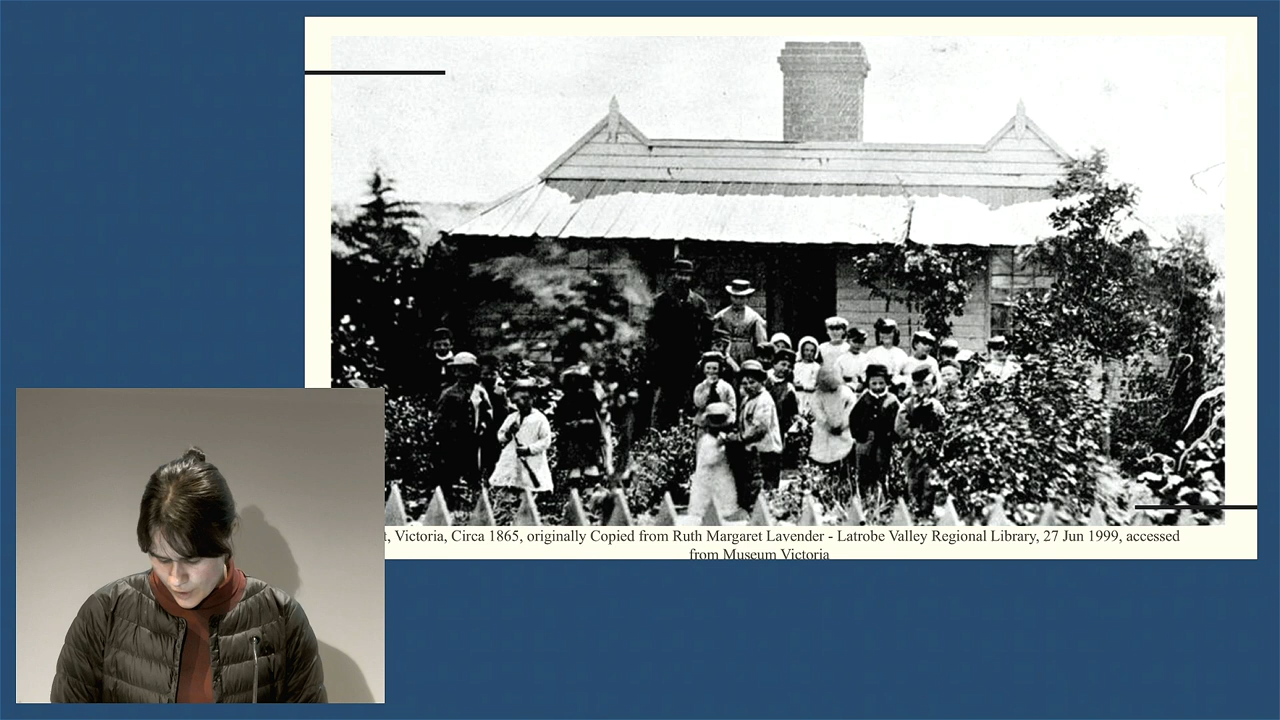 , Victoria, Circa 1865, originally Copied from Ruth Margaret Lavender - Latrobe Valley Regional Library, 27 Jun 1999, accessed
from Museum Victoria